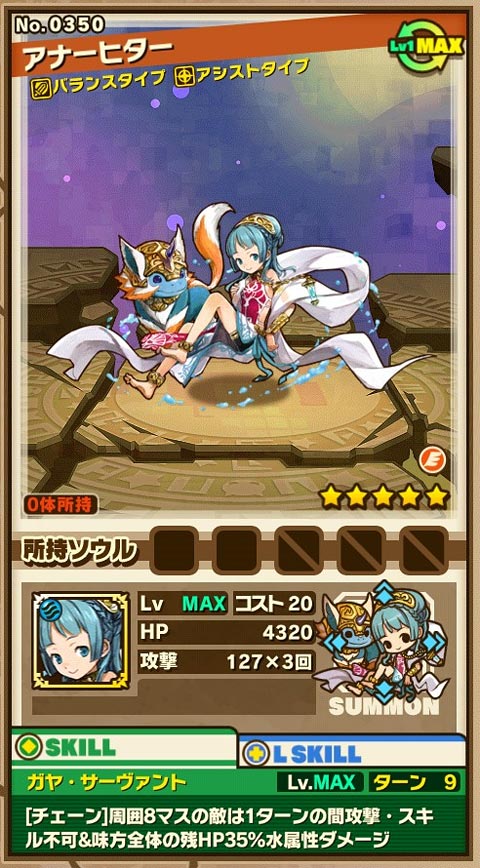 No.0350
アナーヒター
Lv1 MAX
バランスタイプ アシストタイプ
E
0体所持
所持ソウル
Lv MAX コスト 20
HP 4320
攻撃 127×3回
SUMMON
SKILL
L SKILL
ガヤ・サーヴァント Lv.MAX ターン 9
[チェーン]周囲8マスの敵は1ターンの間攻撃・スキ
ル不可&味方全体の残HP35%水属性ダメージ